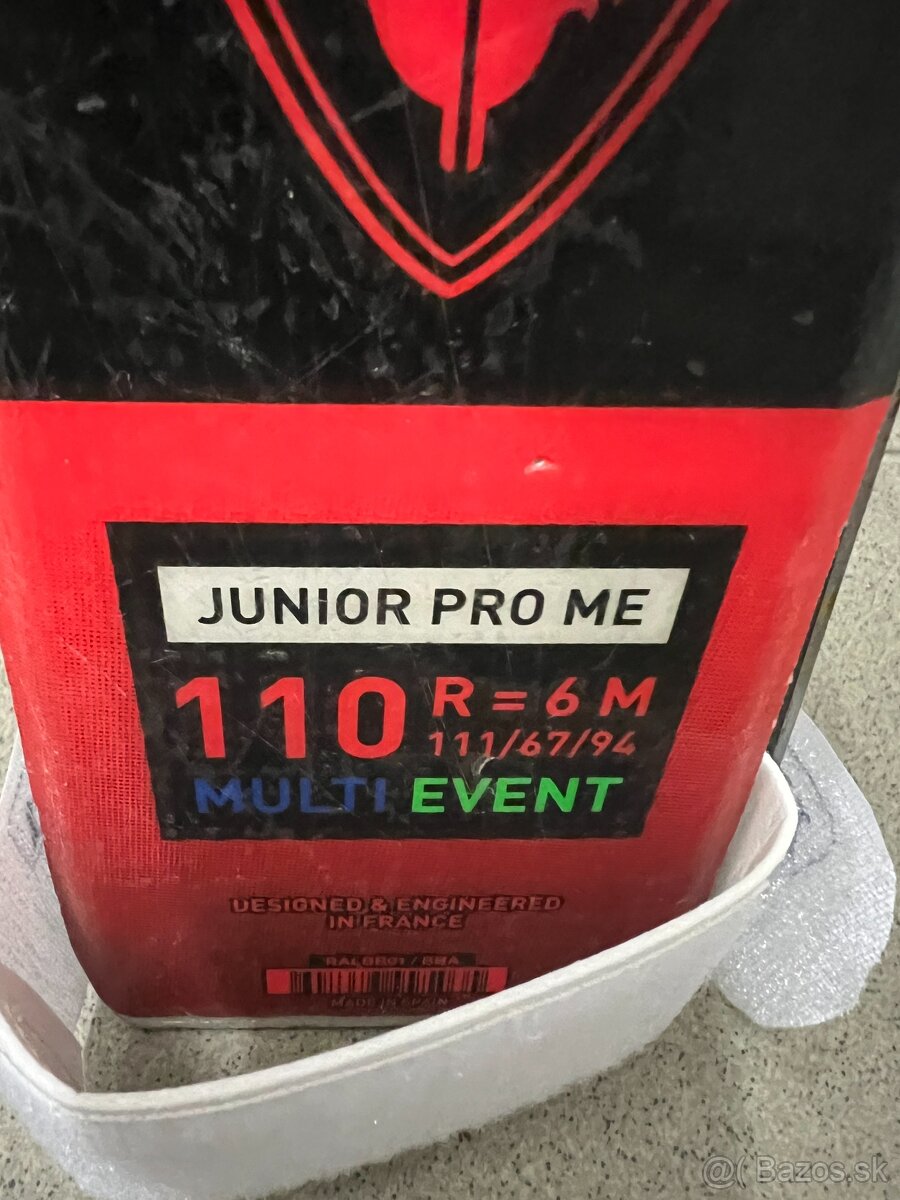 JUNIOR PRO ME
110 R = 6 M
111/67/94
MULTI EVENT
DESIGNED & ENGINEERED
IN FRANCE
MADE IN SPAIN
@( Bazos.sk